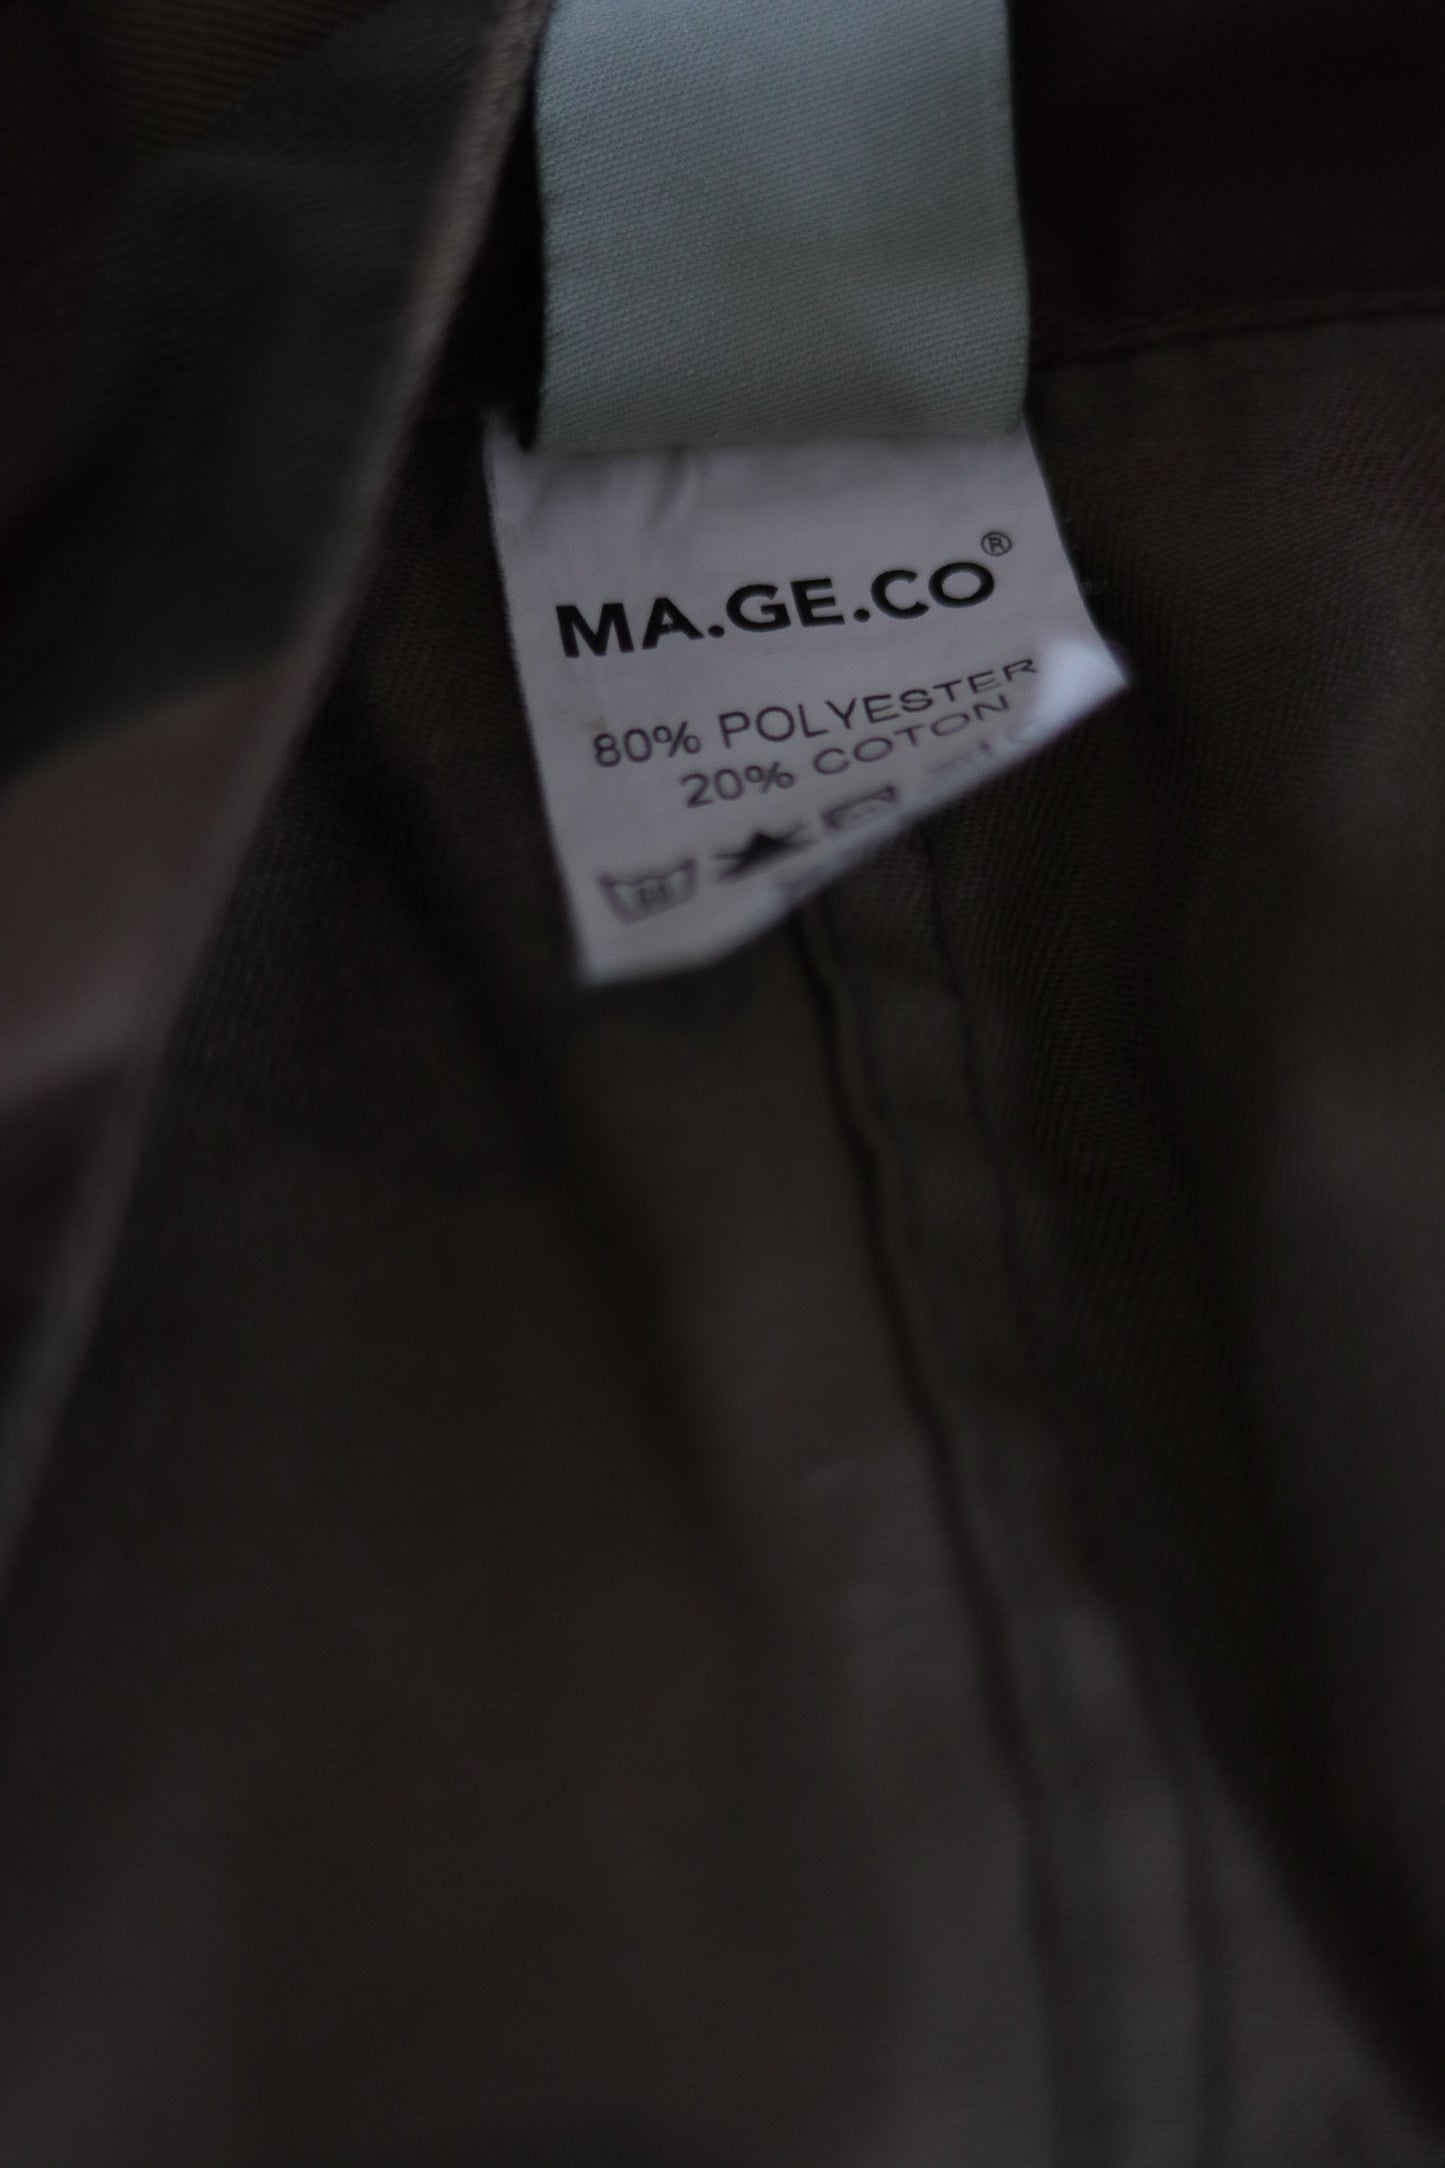 MA.GE.CO®
80% POLYESTER
20% COTON